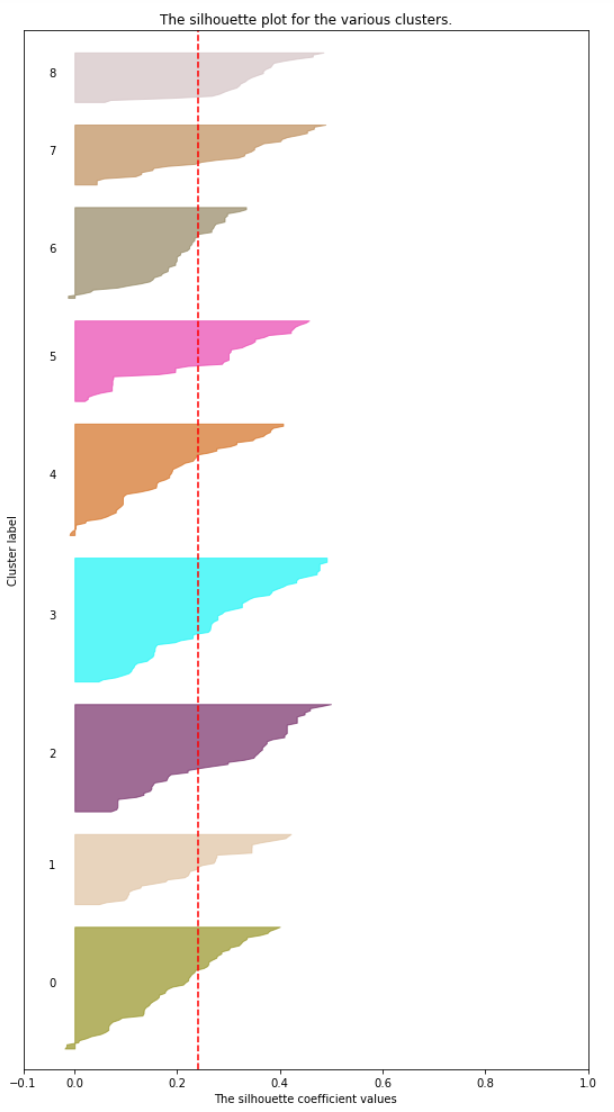 The silhouette plot for the various clusters.
8
7
6
5
4
Cluster label
3
2
1
0
−0.1 0.0 0.2 0.4 0.6 0.8 1.0
The silhouette coefficient values